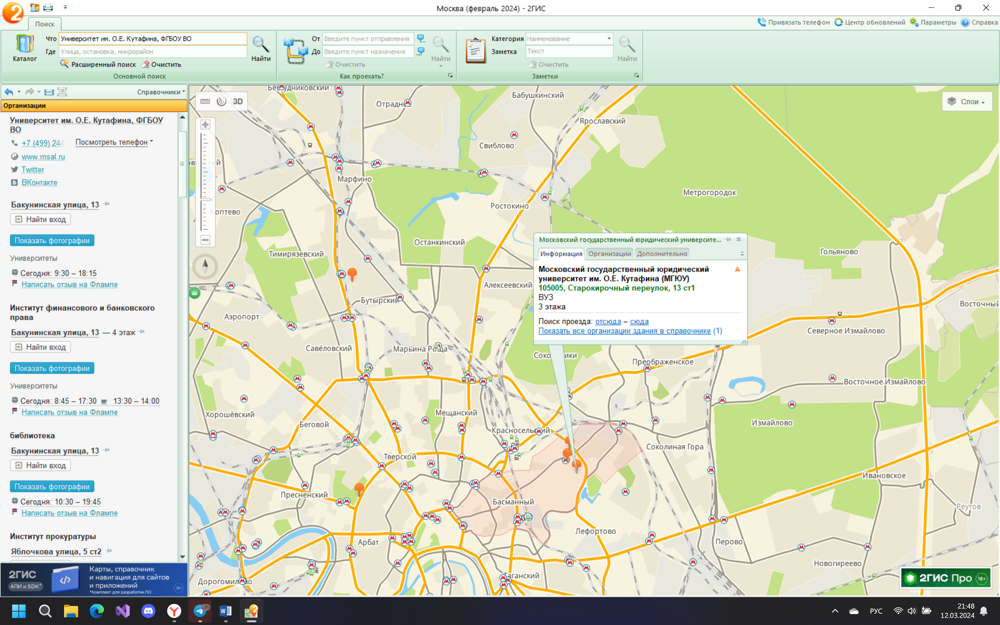 Москва (февраль 2024) - 2ГИС
Поиск
Привязать телефон
Центр обновлений
Параметры
Справка
Каталог
Что
Университет им. О.Е. Кутафина, ФГБОУ ВО
Где
Улица, остановка, микрорайон
Расширенный поиск
Очистить
Найти
Основной поиск
От
Введите пункт отправления
До
Введите пункт назначения
Очистить
Найти
Как проехать?
Категория
Наименование
Заметка
Текст
Очистить
Найти
Заметки
Справочники
Организации
Университет им. О.Е. Кутафина, ФГБОУ
ВО
+7 (499) 244
Посмотреть телефон
www.msal.ru
Twitter
ВКонтакте
Бакунинская улица, 13
Найти вход
Показать фотографии
Университеты
Сегодня: 9:30 – 18:15
Написать отзыв на Флампе
Институт финансового и банковского
права
Бакунинская улица, 13 — 4 этаж
Найти вход
Показать фотографии
Университеты
Сегодня: 8:45 – 17:30 13:30 – 14:00
Написать отзыв на Флампе
библиотека
Бакунинская улица, 13
Найти вход
Показать фотографии
Сегодня: 10:30 – 19:45
Написать отзыв на Флампе
Институт прокуратуры
Яблочкова улица, 5 ст2
2ГИС
АПИ и SDK*
Карты, справочник
и навигация для сайтов
и приложений
*Комплект для разработки ПО
18+
3D
Слои
Отрадное
Бабушкинский
Ярославский
Свиблово
Марфино
Метрогородок
Ростокино
Коптево
Останкинский
Гольяново
Тимирязевский
Алексеевский
Бутырский
Восточный
Аэропорт
Северное Измайлово
Савёловский
Марьина Роща
Сокольники
Преображенское
Восточное Измайлово
Хорошёвский
Мещанский
Беговой
Измайлово
Красносельский
Соколиная Гора
Тверской
Ивановское
Пресненский
Басманный
Реутов
Лефортово
Арбат
Перово
Новогиреево
Таганский
Дорогомилово
Московский государственный юридический университе...
Информация
Организации
Дополнительно
Московский государственный юридический
университет им. О.Е. Кутафина (МГЮУ)
105005, Старокирочный переулок, 13 ст1
ВУЗ
3 этажа
Поиск проезда: отсюда – сюда
Показать все организации здания в справочнике (1)
2ГИС Про 18+
95
РУС
21:48
12.03.2024